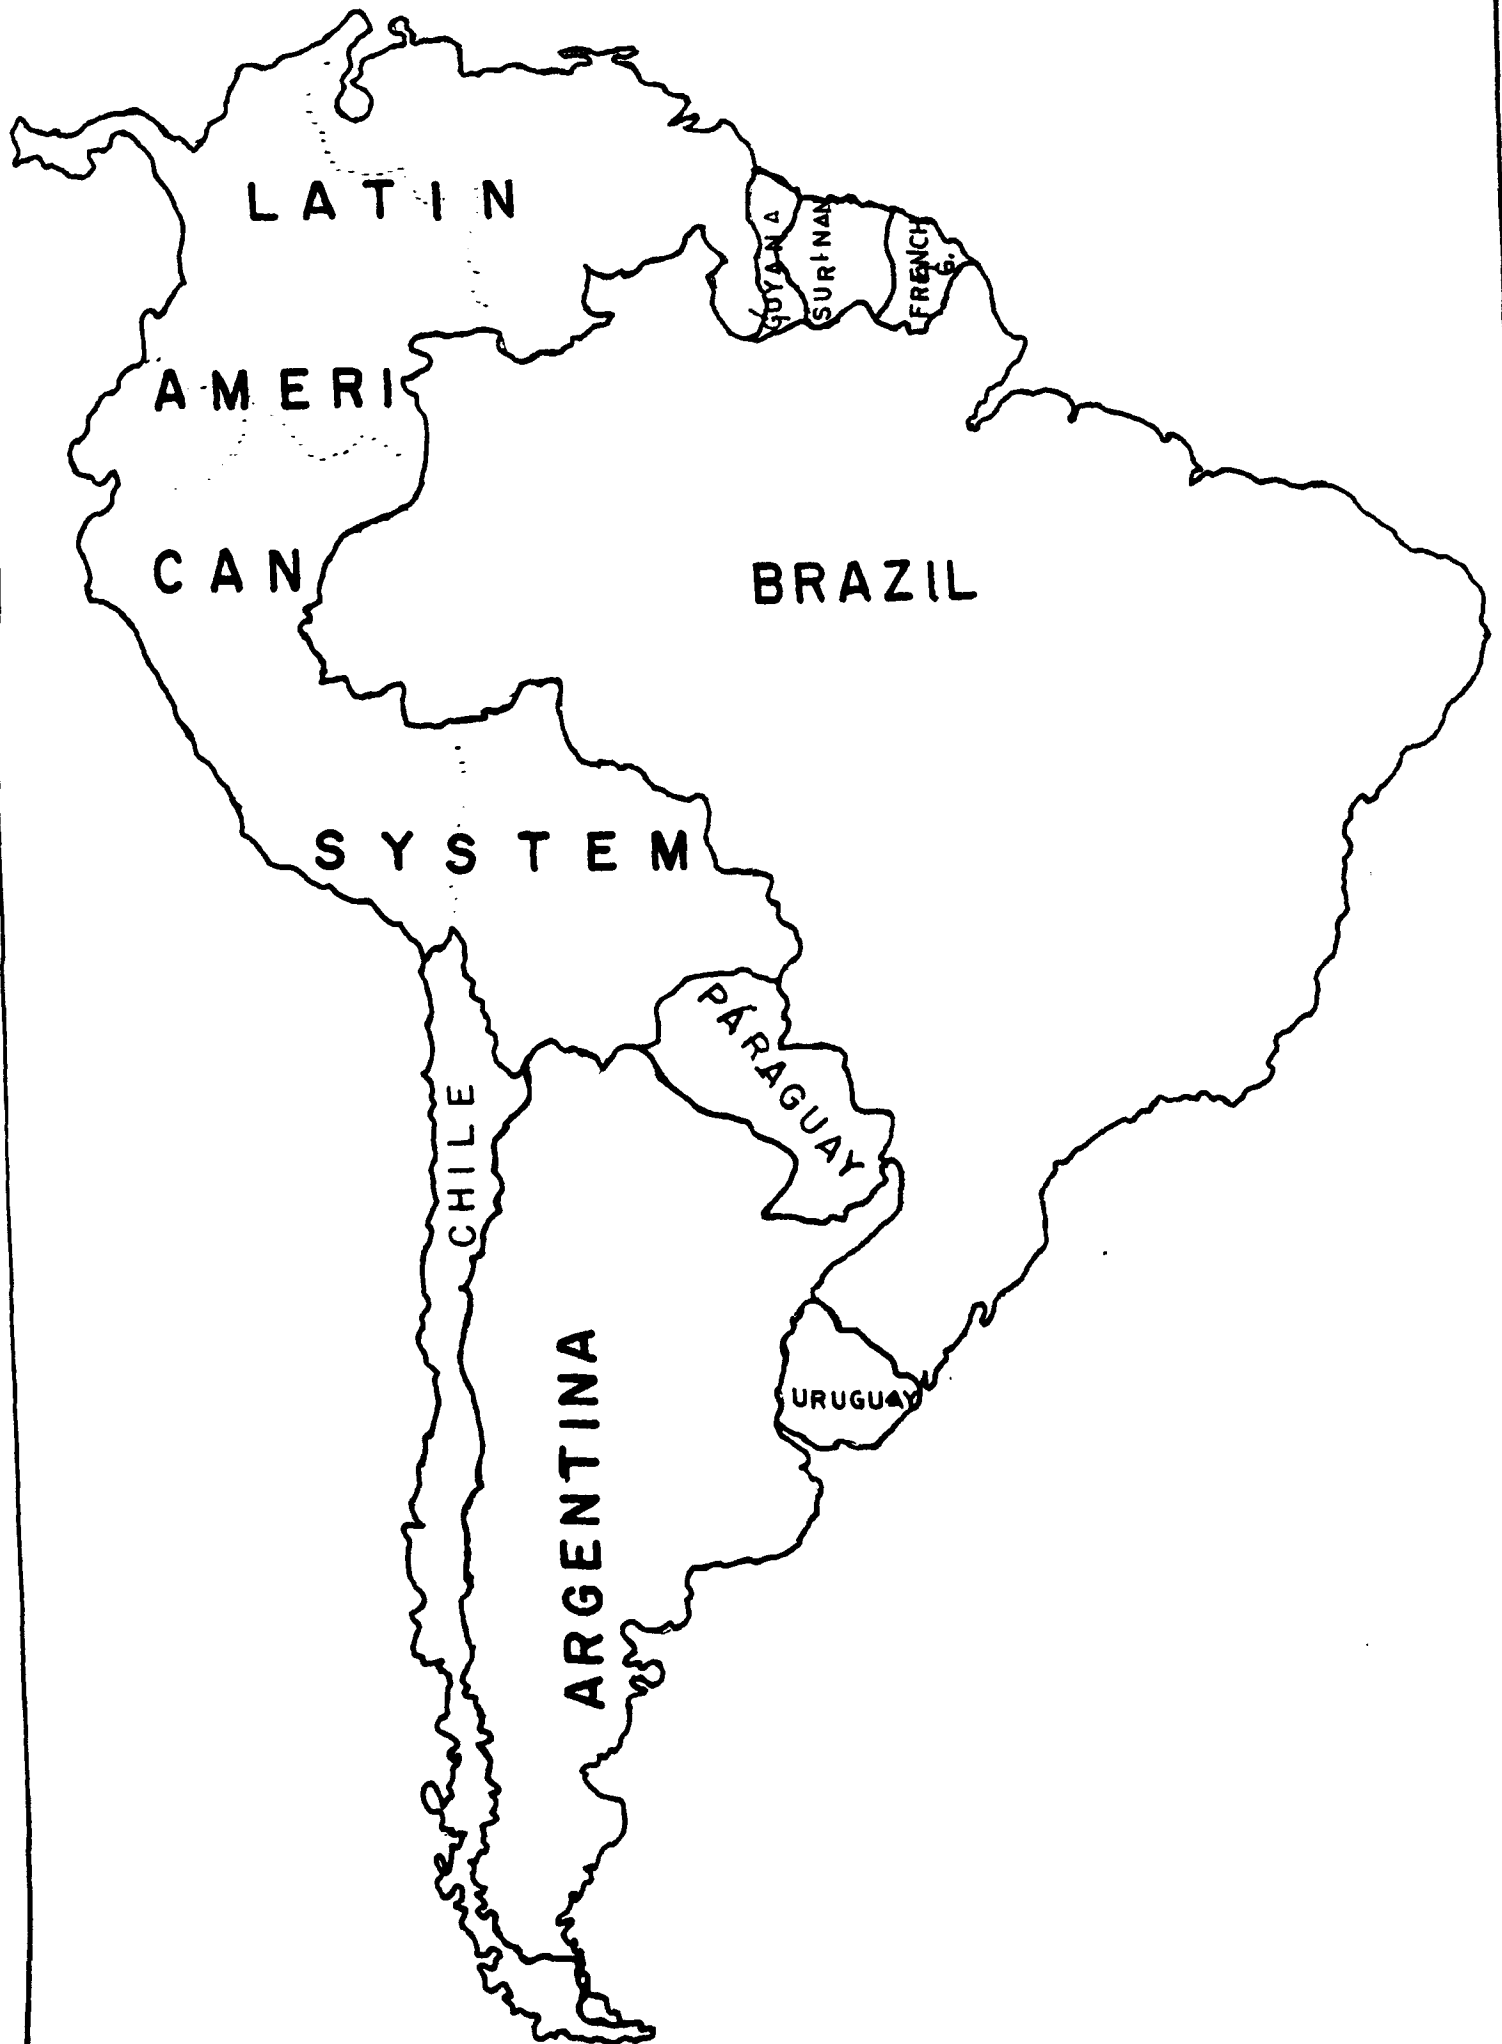 LATIN
GUYANA
SURINAM
FRENCH
G.
AMERI
CAN
BRAZIL
SYSTEM
PARAGUAY
CHILE
ARGENTINA
URUGUAY